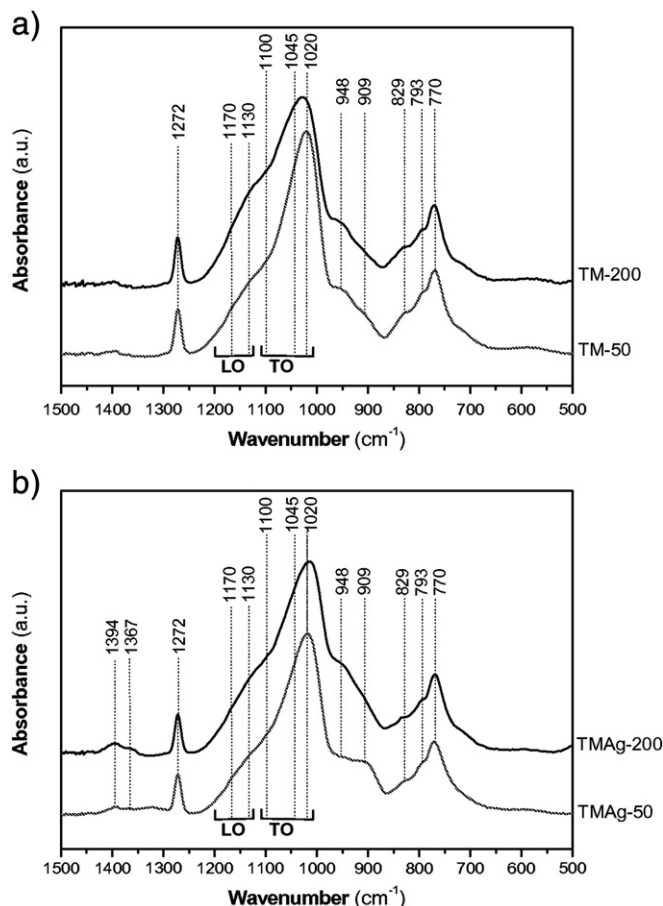 a)
1272
1170
1130
1100
1045
1020
948
909
829
793
770
Absorbance (a.u.)
TM-200
TM-50
LO
TO
1500 1400 1300 1200 1100 1000 900 800 700 600 500
Wavenumber (cm⁻¹)
b)
1394
1367
1272
1170
1130
1100
1045
1020
948
909
829
793
770
Absorbance (a.u.)
TMAg-200
TMAg-50
LO
TO
1500 1400 1300 1200 1100 1000 900 800 700 600 500
Wavenumber (cm⁻¹)